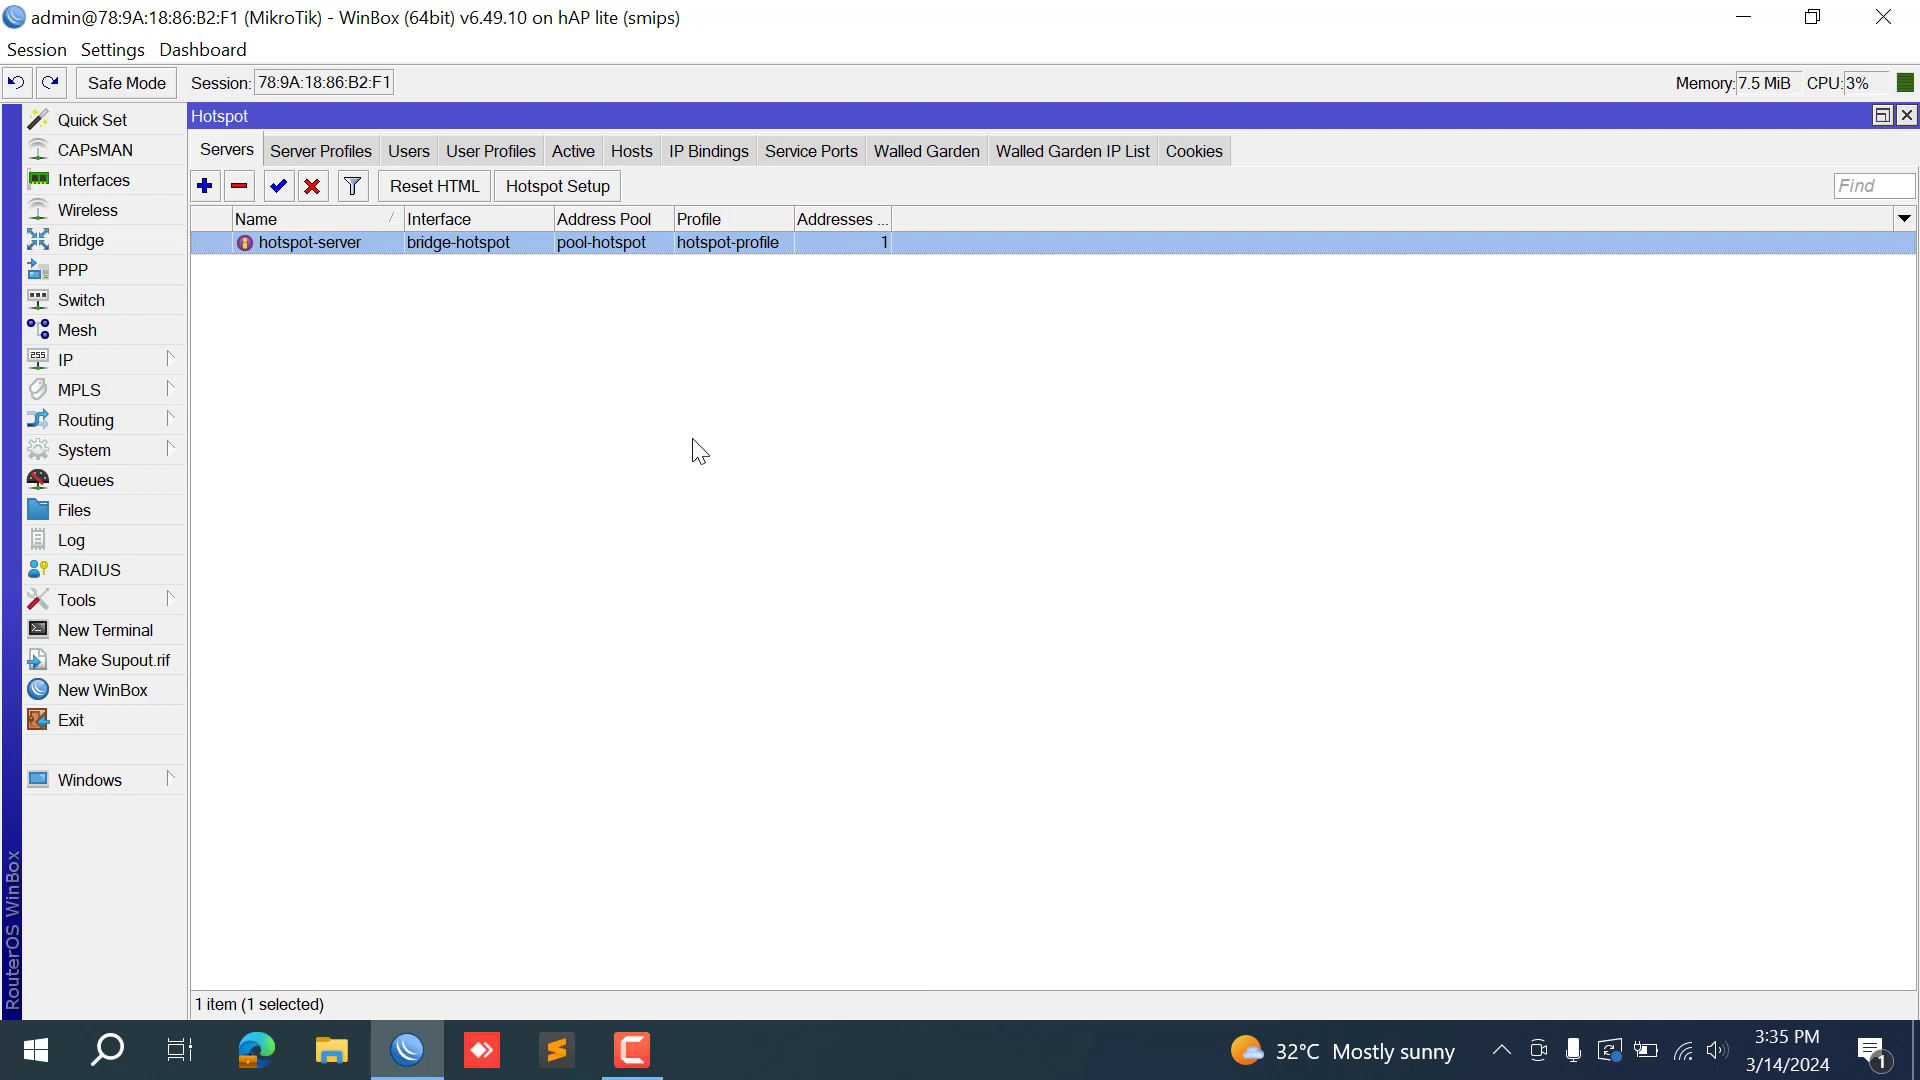 admin@78:9A:18:86:B2:F1 (MikroTik) - WinBox (64bit) v6.49.10 on hAP lite (smips)
Session Settings Dashboard
Safe Mode Session: 78:9A:18:86:B2:F1 Memory: 7.5 MiB CPU: 3%
Hotspot
Servers Server Profiles Users User Profiles Active Hosts IP Bindings Service Ports Walled Garden Walled Garden IP List Cookies
Reset HTML Hotspot Setup Find
Name Interface Address Pool Profile Addresses ...
hotspot-server bridge-hotspot pool-hotspot hotspot-profile 1
Quick Set
CAPsMAN
Interfaces
Wireless
Bridge
PPP
Switch
Mesh
255 IP
MPLS
Routing
System
Queues
Files
Log
RADIUS
Tools
New Terminal
Make Supout.rif
New WinBox
Exit
Windows
RouterOS WinBox
1 item (1 selected)
32°C Mostly sunny
3:35 PM
3/14/2024
1